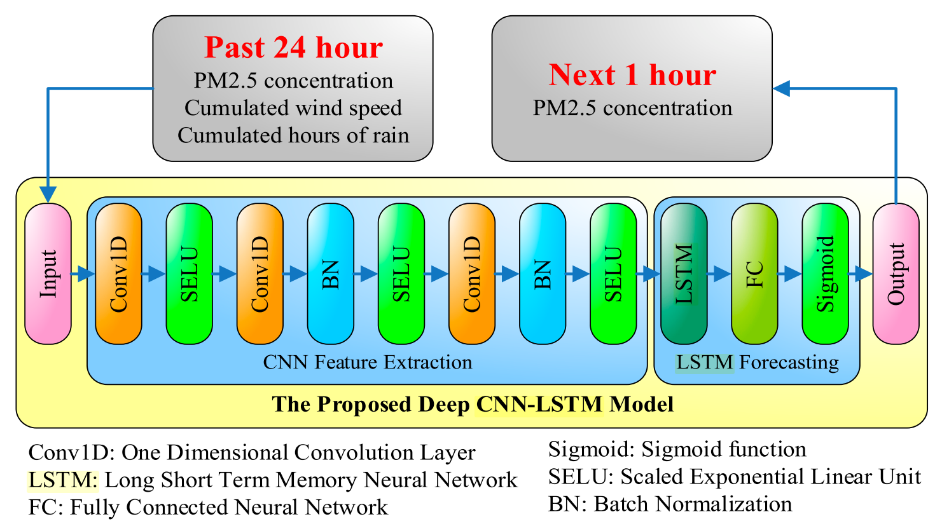 Past 24 hour
PM2.5 concentration
Cumulated wind speed
Cumulated hours of rain
Next 1 hour
PM2.5 concentration
Input
Conv1D
SELU
Conv1D
BN
SELU
Conv1D
BN
SELU
LSTM
FC
Sigmoid
Output
CNN Feature Extraction
LSTM Forecasting
The Proposed Deep CNN-LSTM Model
Conv1D: One Dimensional Convolution Layer
LSTM: Long Short Term Memory Neural Network
FC: Fully Connected Neural Network
Sigmoid: Sigmoid function
SELU: Scaled Exponential Linear Unit
BN: Batch Normalization